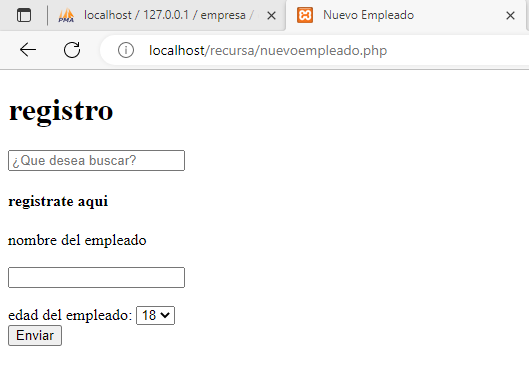 PMA localhost / 127.0.0.1 / empresa /
Nuevo Empleado
localhost/recursa/nuevoempleado.php
registro
¿Que desea buscar?
registrate aqui
nombre del empleado
edad del empleado: 18
Enviar